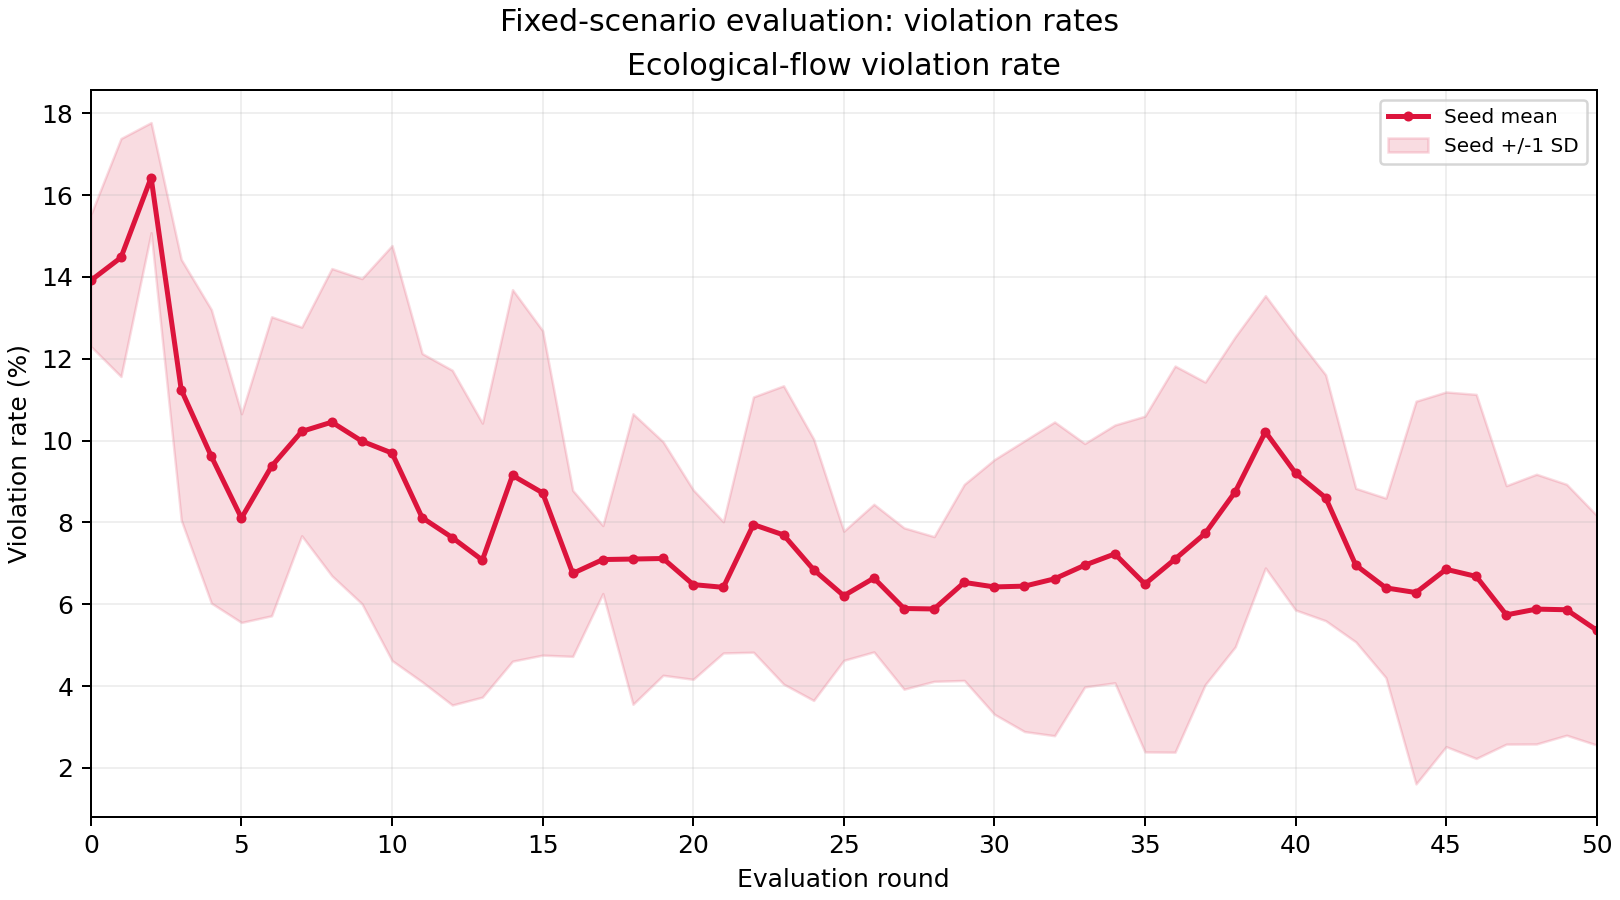 Fixed-scenario evaluation: violation rates
Ecological-flow violation rate
Seed mean
Seed +/-1 SD
Violation rate (%)
18
16
14
12
10
8
6
4
2
0 5 10 15 20 25 30 35 40 45 50
Evaluation round